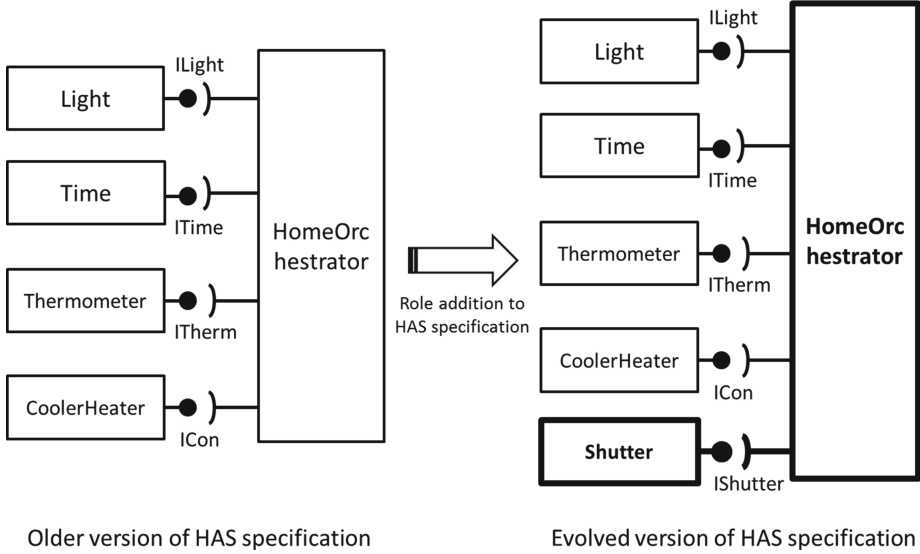 ILight
Light
Time
ITime
HomeOrc
hestrator
Thermometer
ITherm
CoolerHeater
ICon
Older version of HAS specification
Role addition to
HAS specification
ILight
Light
Time
ITime
HomeOrc
hestrator
Thermometer
ITherm
CoolerHeater
ICon
Shutter
IShutter
Evolved version of HAS specification